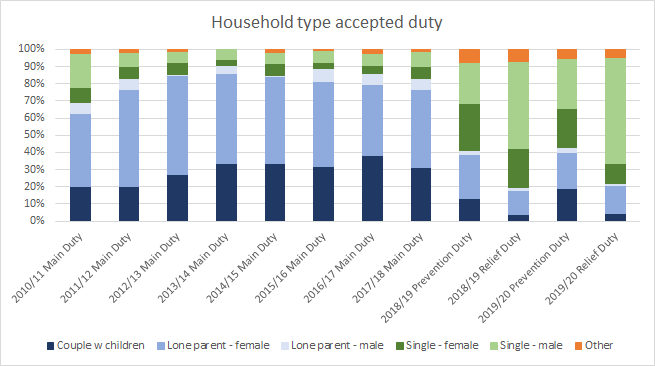 Household type accepted duty
100%
90%
80%
70%
60%
50%
40%
30%
20%
10%
0%
2010/11 Main Duty
2011/12 Main Duty
2012/13 Main Duty
2013/14 Main Duty
2014/15 Main Duty
2015/16 Main Duty
2016/17 Main Duty
2017/18 Main Duty
2018/19 Prevention Duty
2018/19 Relief Duty
2019/20 Prevention Duty
2019/20 Relief Duty
Couple w children Lone parent - female Lone parent - male Single - female Single - male Other